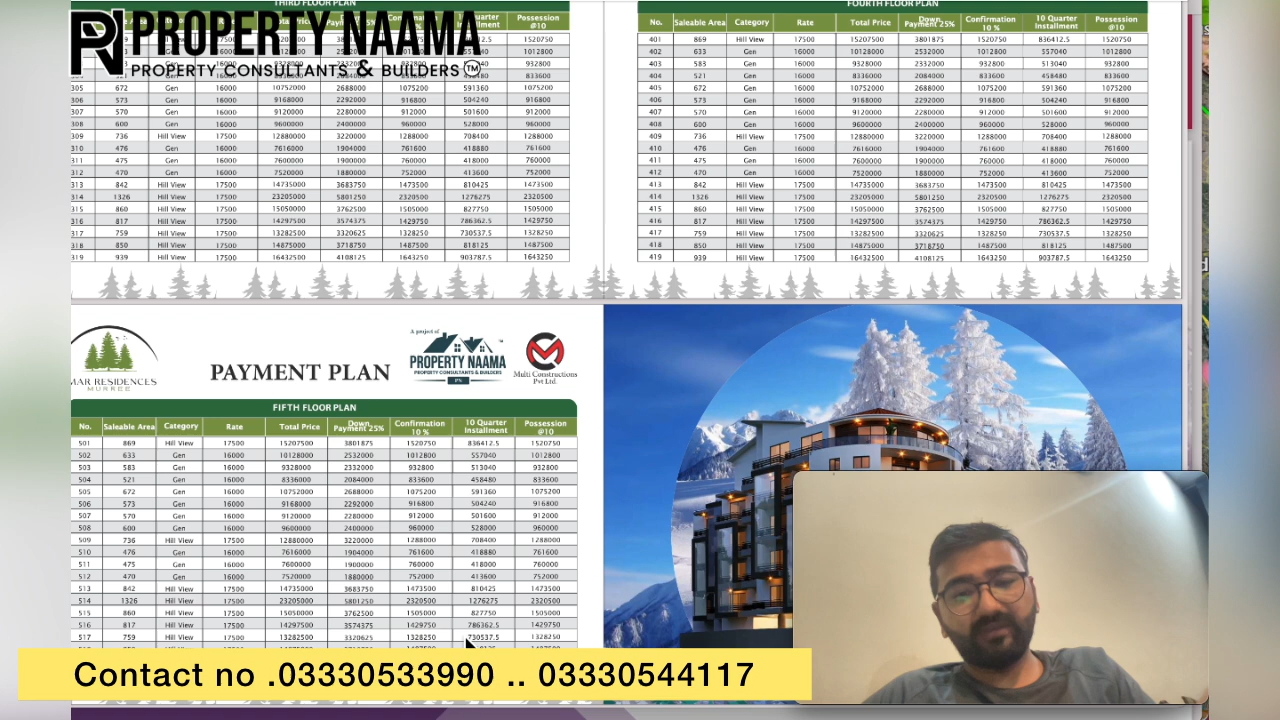 PROPERTY NAAMA
PROPERTY CONSULTANTS & BUILDERS TM
THIRD FLOOR PLAN
305 672 Gen 16000 10752000 2688000 1075200 591360 1075200
306 573 Gen 16000 9168000 2292000 916800 504240 916800
307 570 Gen 16000 9120000 2280000 912000 501600 912000
308 600 Gen 16000 9600000 2400000 960000 528000 960000
309 736 Hill View 17500 12880000 3220000 1288000 708400 1288000
310 476 Gen 16000 7616000 1904000 761600 418880 761600
311 475 Gen 16000 7600000 1900000 760000 418000 760000
312 470 Gen 16000 7520000 1880000 752000 413600 752000
313 842 Hill View 17500 14735000 3683750 1473500 810425 1473500
314 1326 Hill View 17500 23205000 5801250 2320500 1276275 2320500
315 860 Hill View 17500 15050000 3762500 1505000 827750 1505000
316 817 Hill View 17500 14297500 3574375 1429750 786362.5 1429750
317 759 Hill View 17500 13282500 3320625 1328250 730537.5 1328250
318 850 Hill View 17500 14875000 3718750 1487500 818125 1487500
319 939 Hill View 17500 16432500 4108125 1643250 903787.5 1643250
FOURTH FLOOR PLAN
No. Saleable Area Category Rate Total Price Down Payment 25% Confirmation 10 % 10 Quarter Installment Possession @10
401 869 Hill View 17500 15207500 3801875 1520750 836412.5 1520750
402 633 Gen 16000 10128000 2532000 1012800 557040 1012800
403 583 Gen 16000 9328000 2332000 932800 513040 932800
404 521 Gen 16000 8336000 2084000 833600 458480 833600
405 672 Gen 16000 10752000 2688000 1075200 591360 1075200
406 573 Gen 16000 9168000 2292000 916800 504240 916800
407 570 Gen 16000 9120000 2280000 912000 501600 912000
408 600 Gen 16000 9600000 2400000 960000 528000 960000
409 736 Hill View 17500 12880000 3220000 1288000 708400 1288000
410 476 Gen 16000 7616000 1904000 761600 418880 761600
411 475 Gen 16000 7600000 1900000 760000 418000 760000
412 470 Gen 16000 7520000 1880000 752000 413600 752000
413 842 Hill View 17500 14735000 3683750 1473500 810425 1473500
414 1326 Hill View 17500 23205000 5801250 2320500 1276275 2320500
415 860 Hill View 17500 15050000 3762500 1505000 827750 1505000
416 817 Hill View 17500 14297500 3574375 1429750 786362.5 1429750
417 759 Hill View 17500 13282500 3320625 1328250 730537.5 1328250
418 850 Hill View 17500 14875000 3718750 1487500 818125 1487500
419 939 Hill View 17500 16432500 4108125 1643250 903787.5 1643250
MAR RESIDENCES
MURREE
PAYMENT PLAN
A project of
PROPERTY NAAMA
PROPERTY CONSULTANTS & BUILDERS
Multi Constructions
Pvt Ltd.
FIFTH FLOOR PLAN
No. Saleable Area Category Rate Total Price Down Payment 25% Confirmation 10 % 10 Quarter Installment Possession @10
501 869 Hill View 17500 15207500 3801875 1520750 836412.5 1520750
502 633 Gen 16000 10128000 2532000 1012800 557040 1012800
503 583 Gen 16000 9328000 2332000 932800 513040 932800
504 521 Gen 16000 8336000 2084000 833600 458480 833600
505 672 Gen 16000 10752000 2688000 1075200 591360 1075200
506 573 Gen 16000 9168000 2292000 916800 504240 916800
507 570 Gen 16000 9120000 2280000 912000 501600 912000
508 600 Gen 16000 9600000 2400000 960000 528000 960000
509 736 Hill View 17500 12880000 3220000 1288000 708400 1288000
510 476 Gen 16000 7616000 1904000 761600 418880 761600
511 475 Gen 16000 7600000 1900000 760000 418000 760000
512 470 Gen 16000 7520000 1880000 752000 413600 752000
513 842 Hill View 17500 14735000 3683750 1473500 810425 1473500
514 1326 Hill View 17500 23205000 5801250 2320500 1276275 2320500
515 860 Hill View 17500 15050000 3762500 1505000 827750 1505000
516 817 Hill View 17500 14297500 3574375 1429750 786362.5 1429750
517 759 Hill View 17500 13282500 3320625 1328250 730537.5 1328250
Contact no .03330533990 .. 03330544117